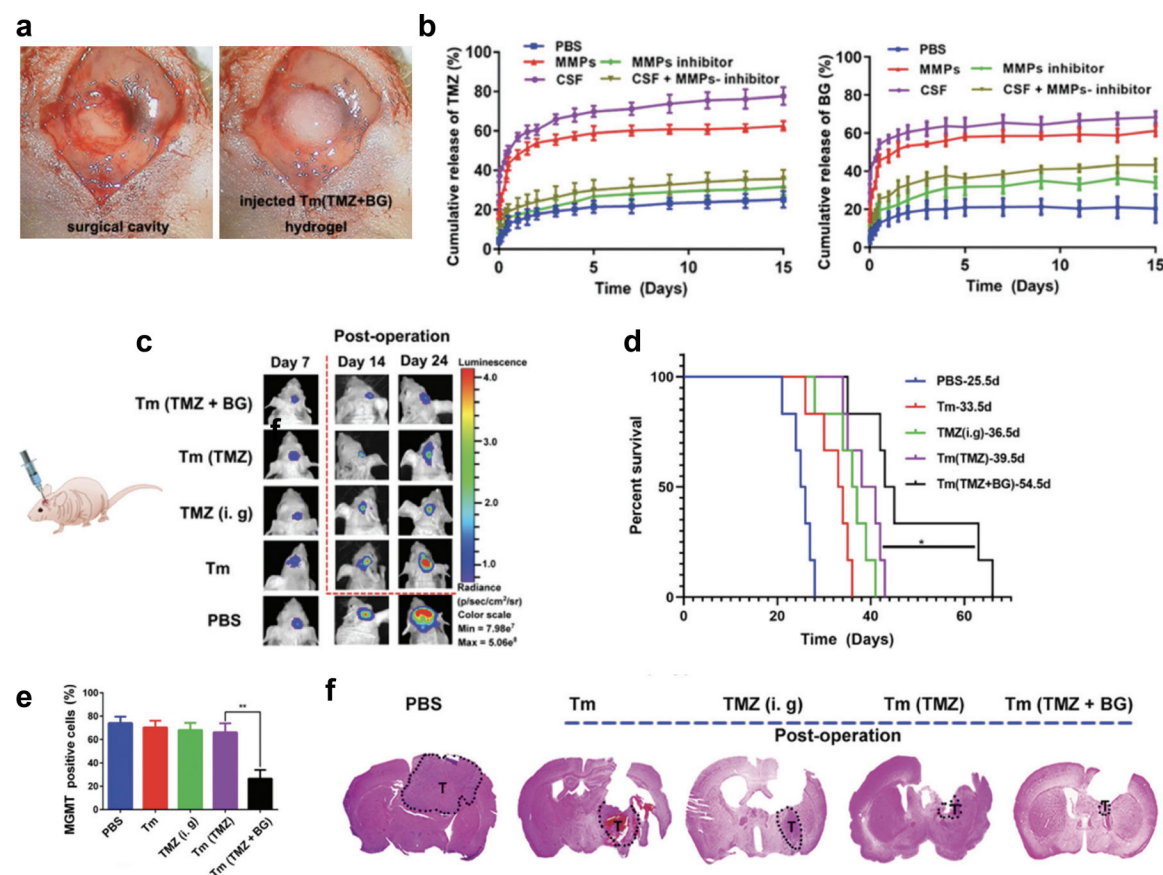 a
surgical cavity
injected Tm(TMZ+BG)
hydrogel
b
Cumulative release of TMZ (%)
100
80
60
40
20
0
PBS
MMPs
MMPs inhibitor
CSF
CSF + MMPs- inhibitor
0
5
10
15
Time (Days)
Cumulative release of BG (%)
100
80
60
40
20
0
PBS
MMPs
MMPs inhibitor
CSF
CSF + MMPs- inhibitor
0
5
10
15
Time (Days)
c
Post-operation
Day 7
Day 14
Day 24
Luminescence
Tm (TMZ + BG)
f
Tm (TMZ)
TMZ (i. g)
Tm
PBS
4.0
3.0
2.0
1.0
Radiance
(p/sec/cm²/sr)
Color scale
Min = 7.98e⁷
Max = 5.06e⁸
d
Percent survival
100
50
0
PBS-25.5d
Tm-33.5d
TMZ(i.g)-36.5d
Tm(TMZ)-39.5d
Tm(TMZ+BG)-54.5d
*
0
20
40
60
Time (Days)
e
MGMT positive cells (%)
100
80
60
40
20
0
**
PBS
Tm
TMZ (i. g)
Tm (TMZ)
Tm (TMZ + BG)
f
PBS
Tm
TMZ (i. g)
Tm (TMZ)
Tm (TMZ + BG)
Post-operation
T
T
T
T
T